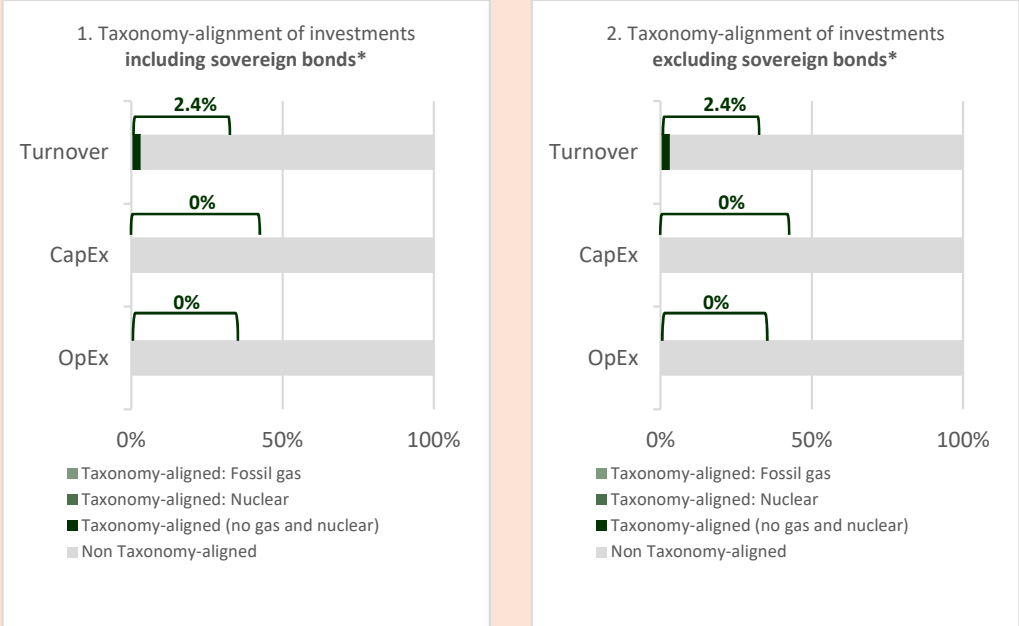 1. Taxonomy-alignment of investments
including sovereign bonds*
2.4%
Turnover
0%
CapEx
0%
OpEx
0% 50% 100%
Taxonomy-aligned: Fossil gas
Taxonomy-aligned: Nuclear
Taxonomy-aligned (no gas and nuclear)
Non Taxonomy-aligned
2. Taxonomy-alignment of investments
excluding sovereign bonds*
2.4%
Turnover
0%
CapEx
0%
OpEx
0% 50% 100%
Taxonomy-aligned: Fossil gas
Taxonomy-aligned: Nuclear
Taxonomy-aligned (no gas and nuclear)
Non Taxonomy-aligned